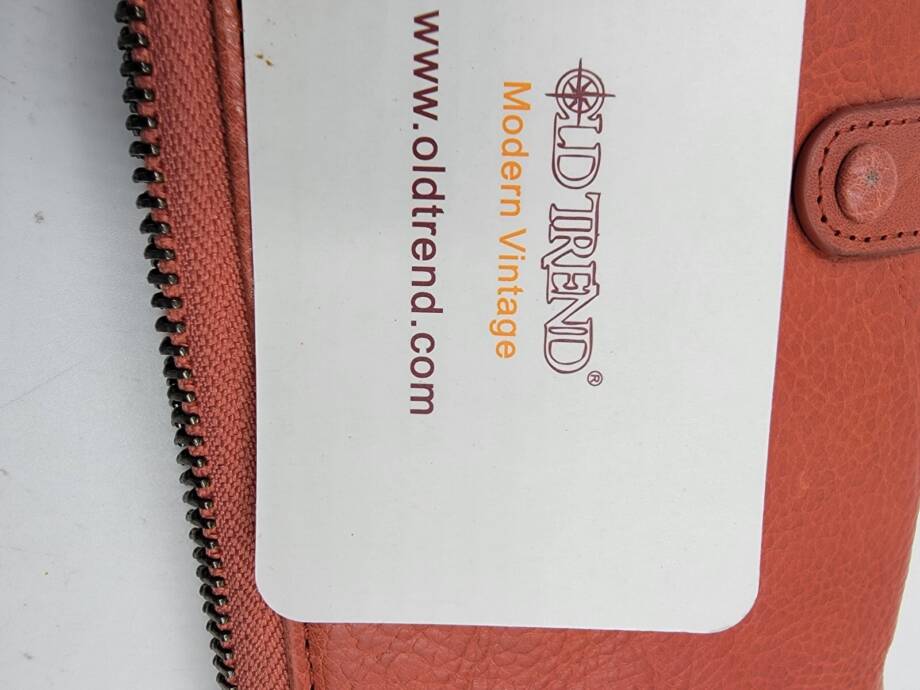 OLD TREND®
Modern Vintage
www.oldtrend.com